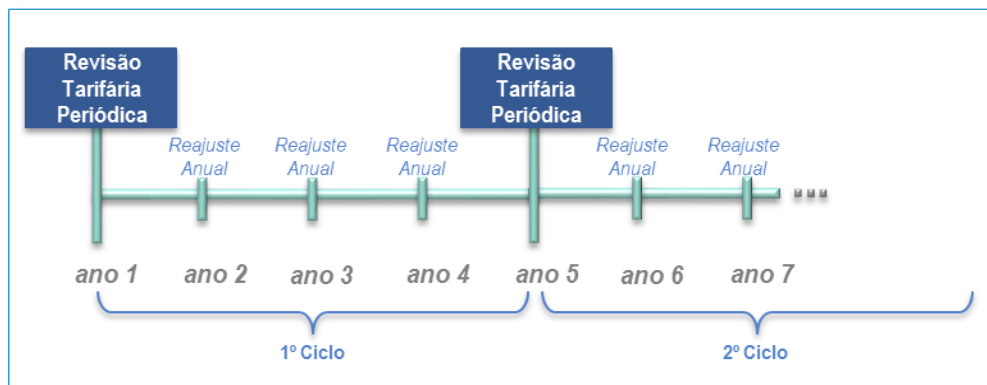 Revisão
Tarifária
Periódica
Revisão
Tarifária
Periódica
Reajuste
Anual
Reajuste
Anual
Reajuste
Anual
Reajuste
Anual
Reajuste
Anual
ano 1
ano 2
ano 3
ano 4
ano 5
ano 6
ano 7
1º Ciclo
2º Ciclo